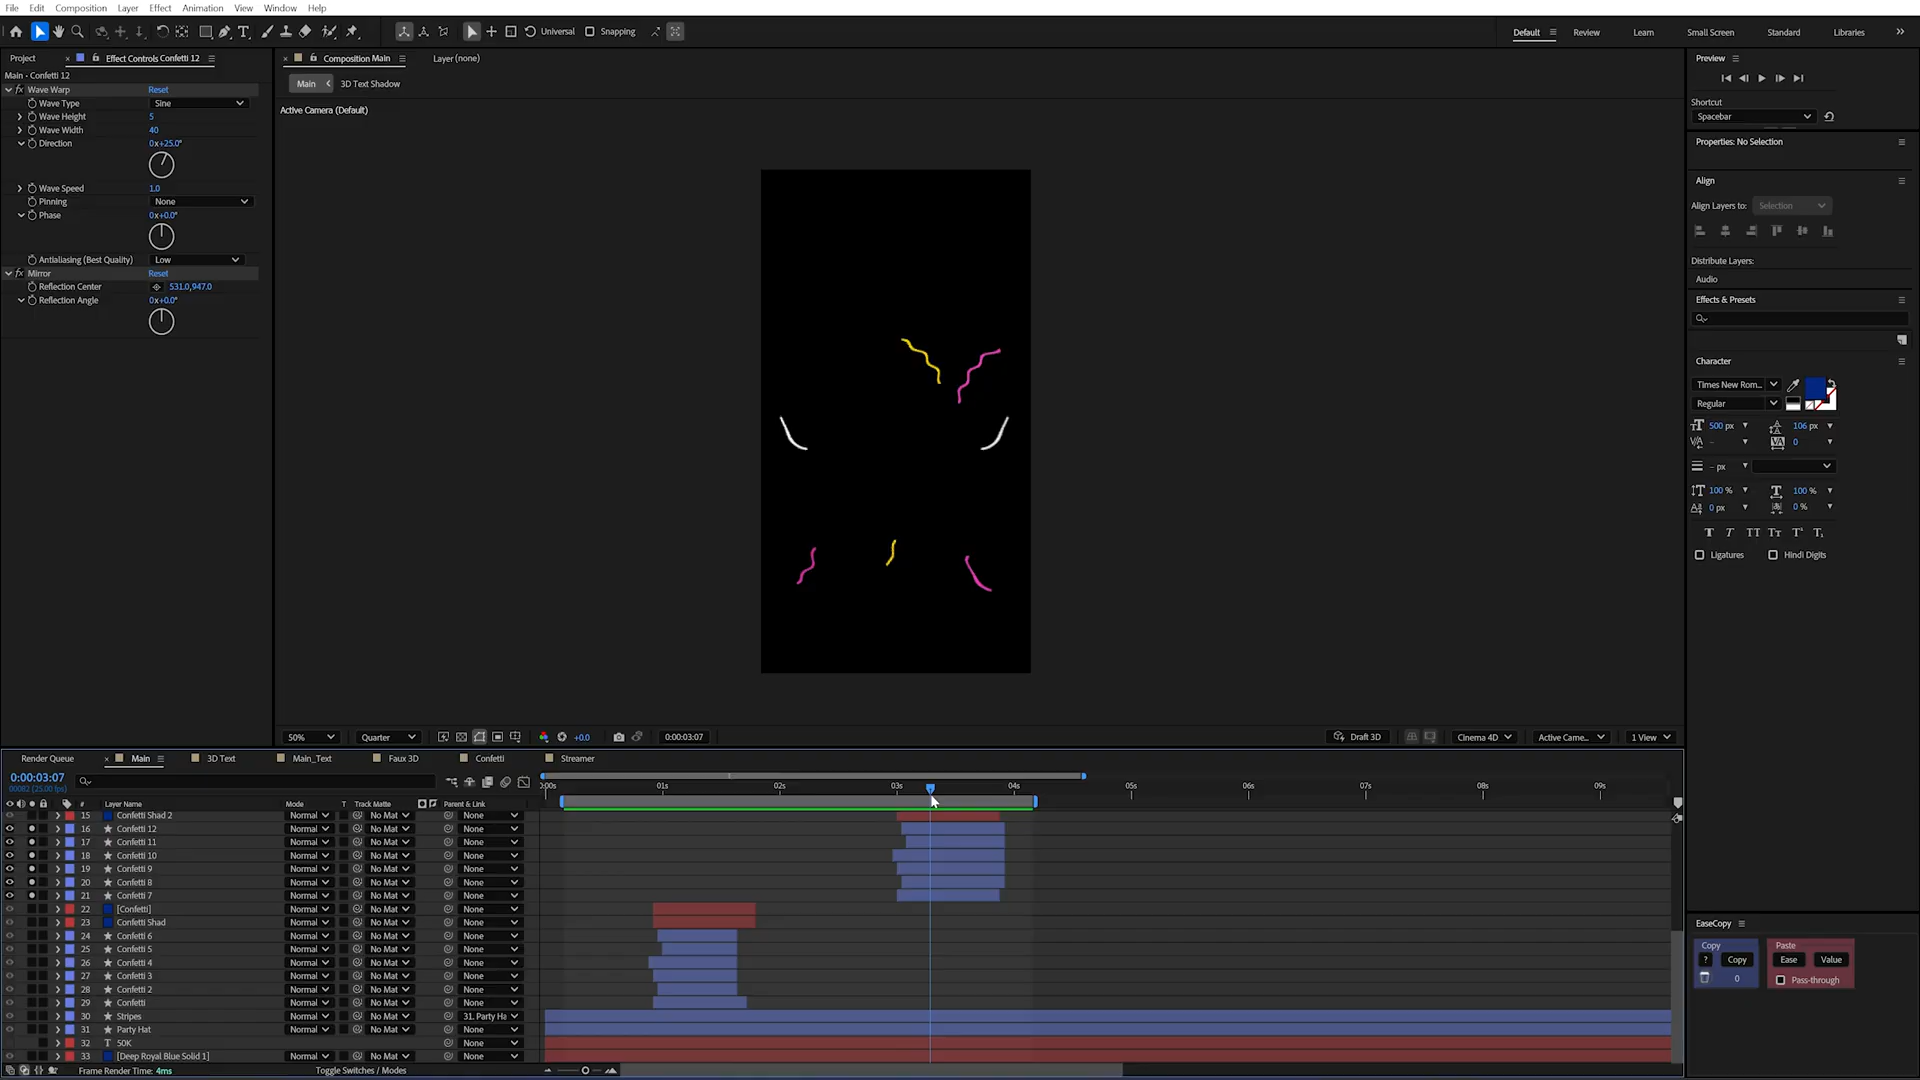 File Edit Composition Layer Effect Animation View Window Help
Universal Snapping Default Review Learn Small Screen Standard Libraries
Project Effect Controls Confetti 12
Main - Confetti 12
Wave Warp Reset
Wave Type Sine
Wave Height 5
Wave Width 40
Direction 0x+25.0°
Wave Speed 1.0
Pinning None
Phase 0x+0.0°
Antialiasing (Best Quality) Low
Mirror Reset
Reflection Center 531.0,947.0
Reflection Angle 0x+0.0°
Composition Main Layer (none)
Main 3D Text Shadow
Active Camera (Default)
50% Quarter +0.0 0:00:03:07 Draft 3D Cinema 4D Active Came... 1 View
Preview
Shortcut
Spacebar
Properties: No Selection
Align
Align Layers to: Selection
Distribute Layers:
Audio
Effects & Presets
Character
Times New Rom...
Regular
500 px 106 px
0
- px
100 % 100 %
0 px 0 %
T T TT Tт T¹ T₁
Ligatures Hindi Digits
EaseCopy
Copy Paste
? Copy Ease Value
0 Pass-through
Render Queue Main 3D Text Main_Text Faux 3D Confetti Streamer
0:00:03:07
00082 (25.00 fps)
:00s 01s 02s 03s 04s 05s 06s 07s 08s 09s
# Layer Name Mode T Track Matte Parent & Link
15 Confetti Shad 2 Normal No Mat None
16 Confetti 12 Normal No Mat None
17 Confetti 11 Normal No Mat None
18 Confetti 10 Normal No Mat None
19 Confetti 9 Normal No Mat None
20 Confetti 8 Normal No Mat None
21 Confetti 7 Normal No Mat None
22 [Confetti] Normal No Mat None
23 Confetti Shad Normal No Mat None
24 Confetti 6 Normal No Mat None
25 Confetti 5 Normal No Mat None
26 Confetti 4 Normal No Mat None
27 Confetti 3 Normal No Mat None
28 Confetti 2 Normal No Mat None
29 Confetti Normal No Mat None
30 Stripes Normal No Mat 31. Party Ha
31 Party Hat Normal No Mat None
32 T 50K None
33 [Deep Royal Blue Solid 1] Normal No Mat None
Frame Render Time: 4ms Toggle Switches / Modes